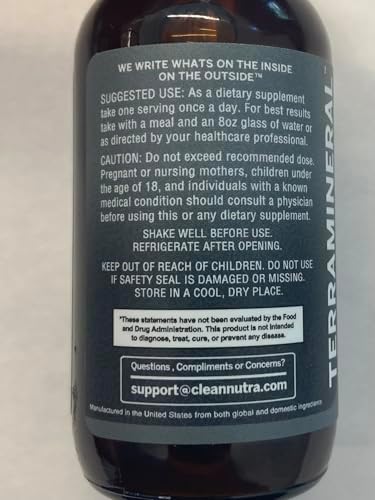 WE WRITE WHATS ON THE INSIDE
ON THE OUTSIDE™
SUGGESTED USE: As a dietary supplement
take one serving once a day. For best results
take with a meal and an 8oz glass of water or
as directed by your healthcare professional.
CAUTION: Do not exceed recommended dose.
Pregnant or nursing mothers, children under
the age of 18, and individuals with a known
medical condition should consult a physician
before using this or any dietary supplement.
SHAKE WELL BEFORE USE.
REFRIGERATE AFTER OPENING.
KEEP OUT OF REACH OF CHILDREN. DO NOT USE
IF SAFETY SEAL IS DAMAGED OR MISSING.
STORE IN A COOL, DRY PLACE.
*These statements have not been evaluated by the Food
and Drug Administration. This product is not intended
to diagnose, treat, cure, or prevent any disease.
Questions, Compliments or Concerns?
support@cleannutra.com
Manufactured in the United States from both global and domestic ingredients
TERRAMINERAL